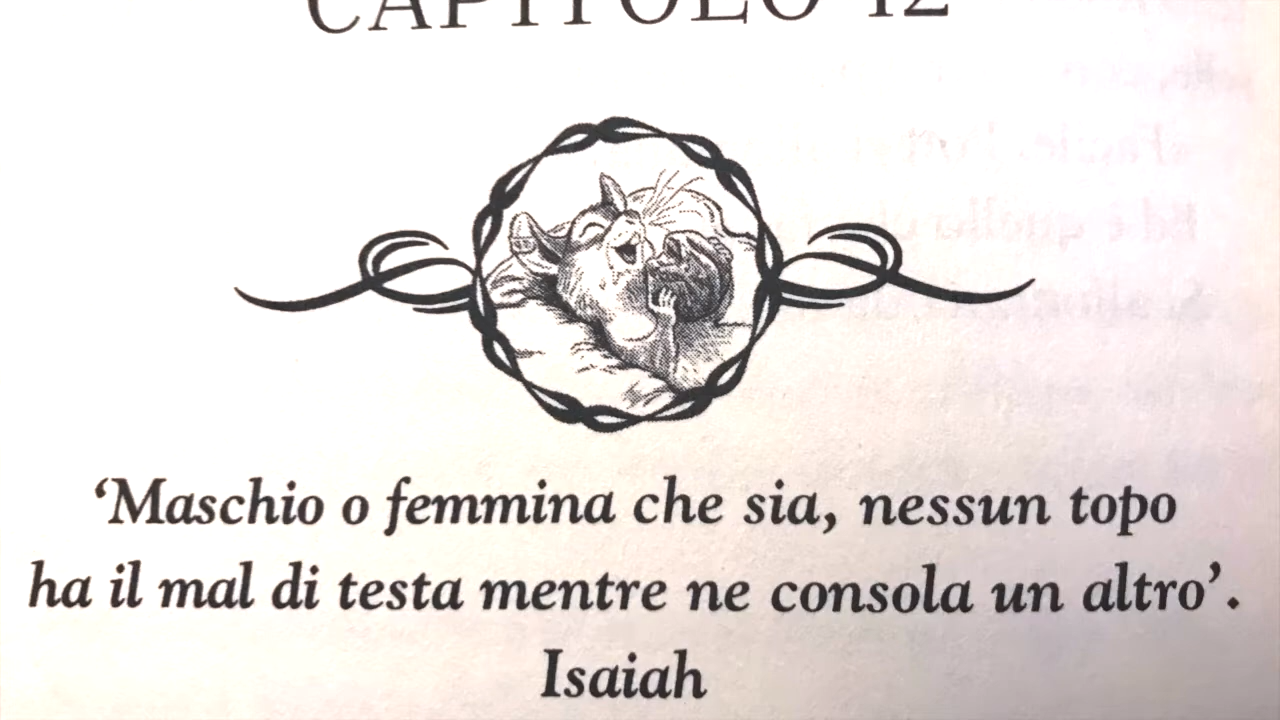 CAPITOLO 12
‘Maschio o femmina che sia, nessun topo
ha il mal di testa mentre ne consola un altro’.
Isaiah